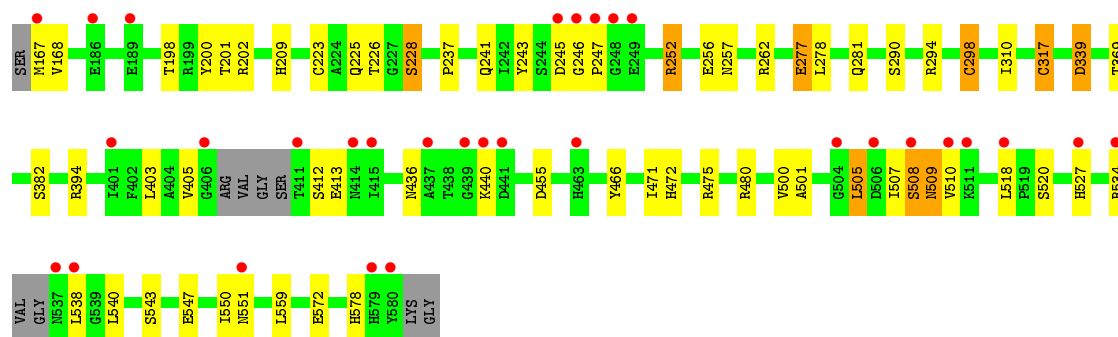 SER M167 V168 E186 E189 T198 R199 Y200 T201 R202 H209 C223 A224 Q225 T226 G227 S228 P237 Q241 I242 Y243 S244 D245 G246 P247 G248 E249 R252 E256 N257 R262 E277 L278 Q281 S290 R294 C298 I310 C317 D339 T369
S382 R394 I401 F402 L403 A404 V405 G406 ARG VAL GLY SER T411 S412 E413 N414 I415 N436 A437 T438 G439 K440 D441 D455 H463 Y466 I471 H472 R475 R480 V500 A501 G504 L505 D506 I507 S508 N509 V510 K511 L518 P519 S520 H527 R534
VAL GLY N537 L538 G539 L540 S543 E547 I550 N551 L559 E572 H578 H579 Y580 LYS GLY